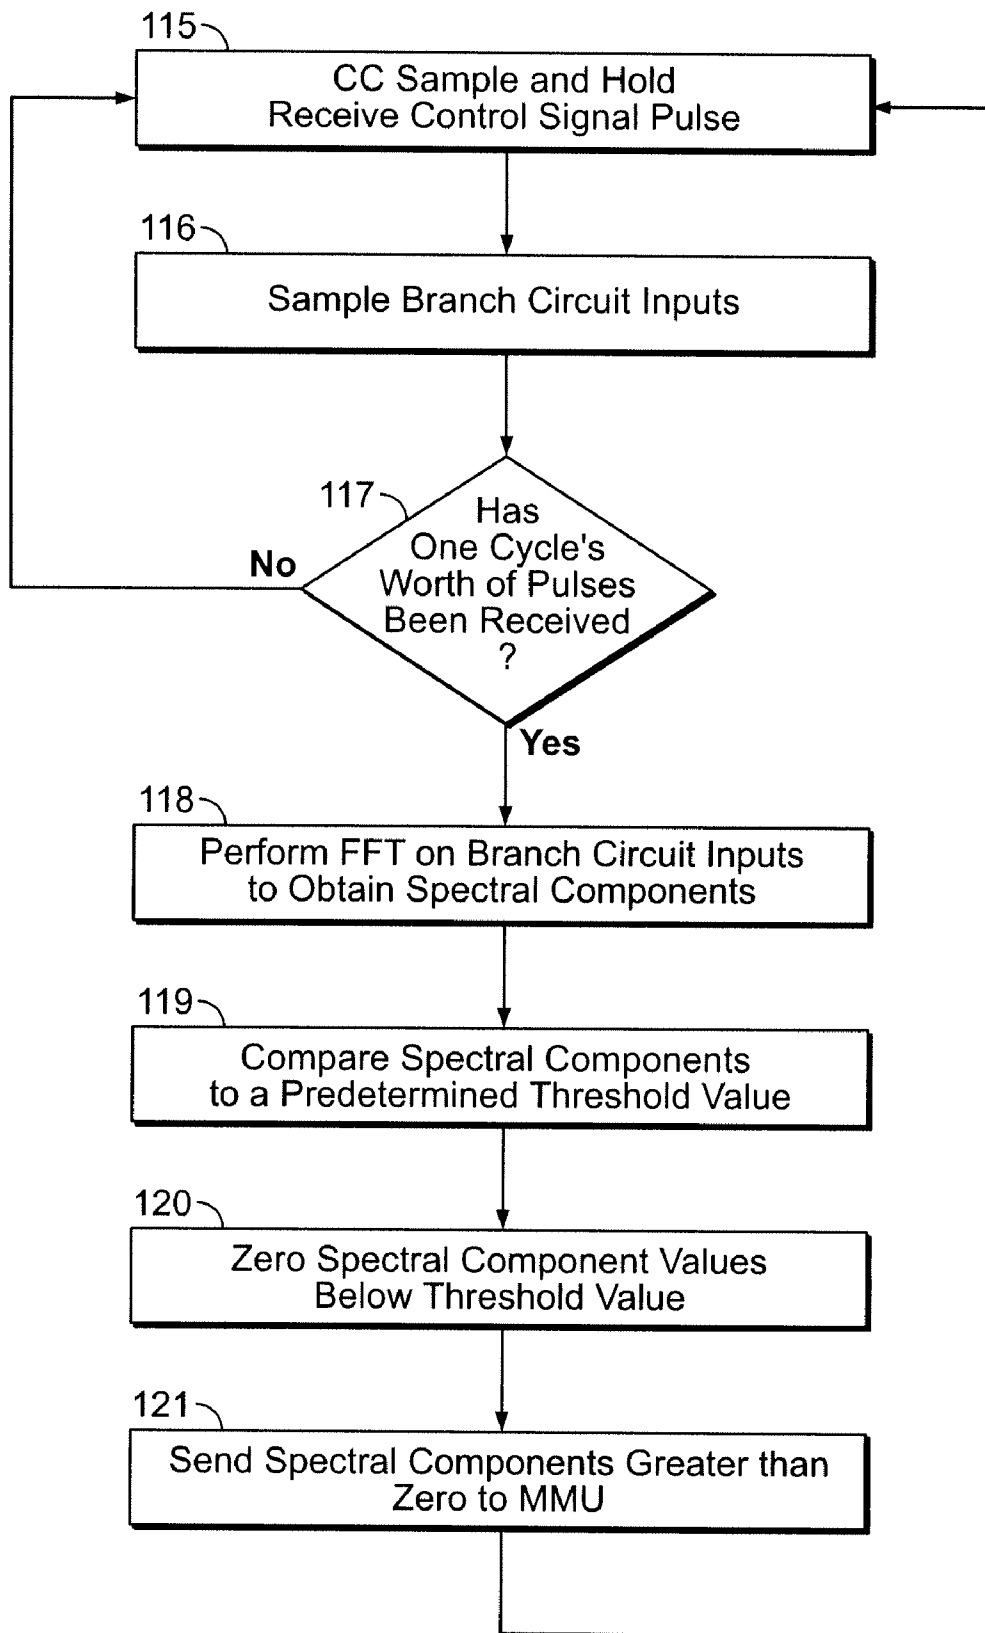 115
CC Sample and Hold
Receive Control Signal Pulse
116
Sample Branch Circuit Inputs
117
Has
One Cycle's
Worth of Pulses
Been Received
?
No
Yes
118
Perform FFT on Branch Circuit Inputs
to Obtain Spectral Components
119
Compare Spectral Components
to a Predetermined Threshold Value
120
Zero Spectral Component Values
Below Threshold Value
121
Send Spectral Components Greater than
Zero to MMU